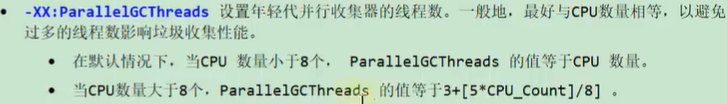 • -XX:ParallelGCThreads 设置年轻代并行收集器的线程数。一般地，最好与CPU数量相等，以避免
过多的线程数影响垃圾收集性能。
• 在默认情况下，当CPU 数量小于8个， ParallelGCThreads 的值等于CPU 数量。
• 当CPU数量大于8个，ParallelGCThreads 的值等于3+[5*CPU_Count]/8] 。